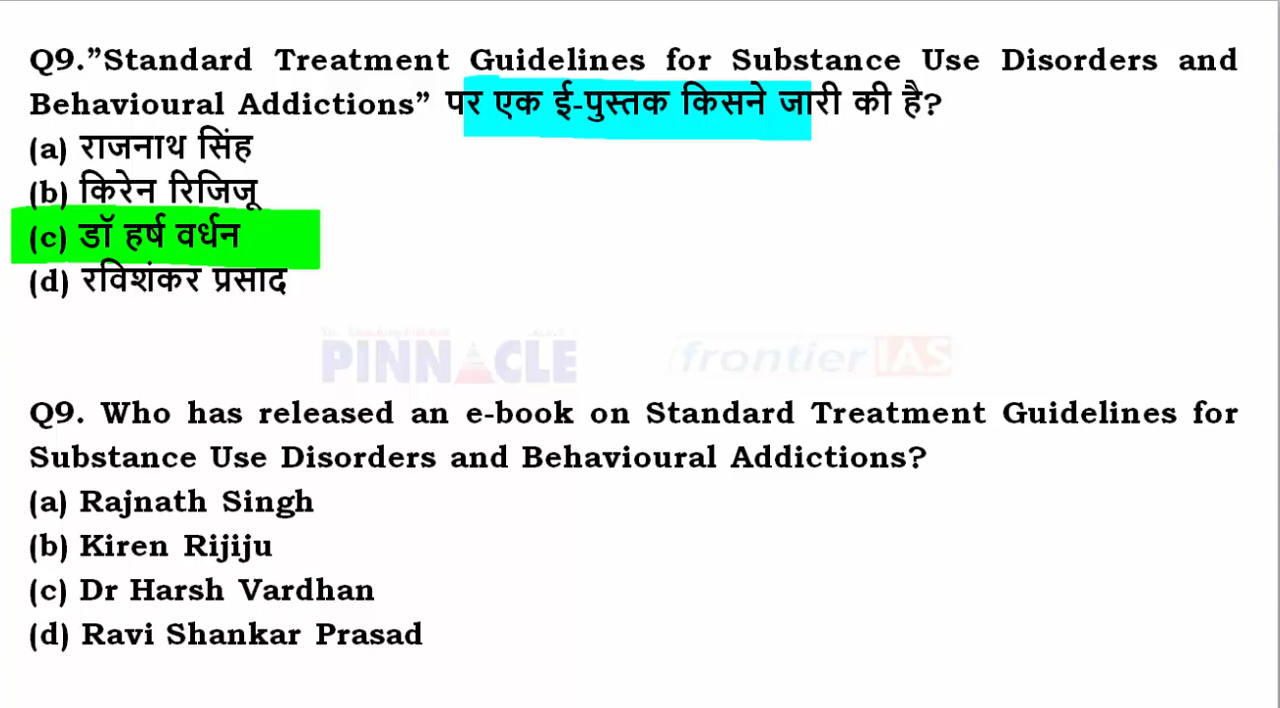 Q9.”Standard Treatment Guidelines for Substance Use Disorders and
Behavioural Addictions” पर एक ई-पुस्तक किसने जारी की है?
(a) राजनाथ सिंह
(b) किरेन रिजिजू
(c) डॉ हर्ष वर्धन
(d) रविशंकर प्रसाद
PINNACLE frontier IAS
Q9. Who has released an e-book on Standard Treatment Guidelines for
Substance Use Disorders and Behavioural Addictions?
(a) Rajnath Singh
(b) Kiren Rijiju
(c) Dr Harsh Vardhan
(d) Ravi Shankar Prasad